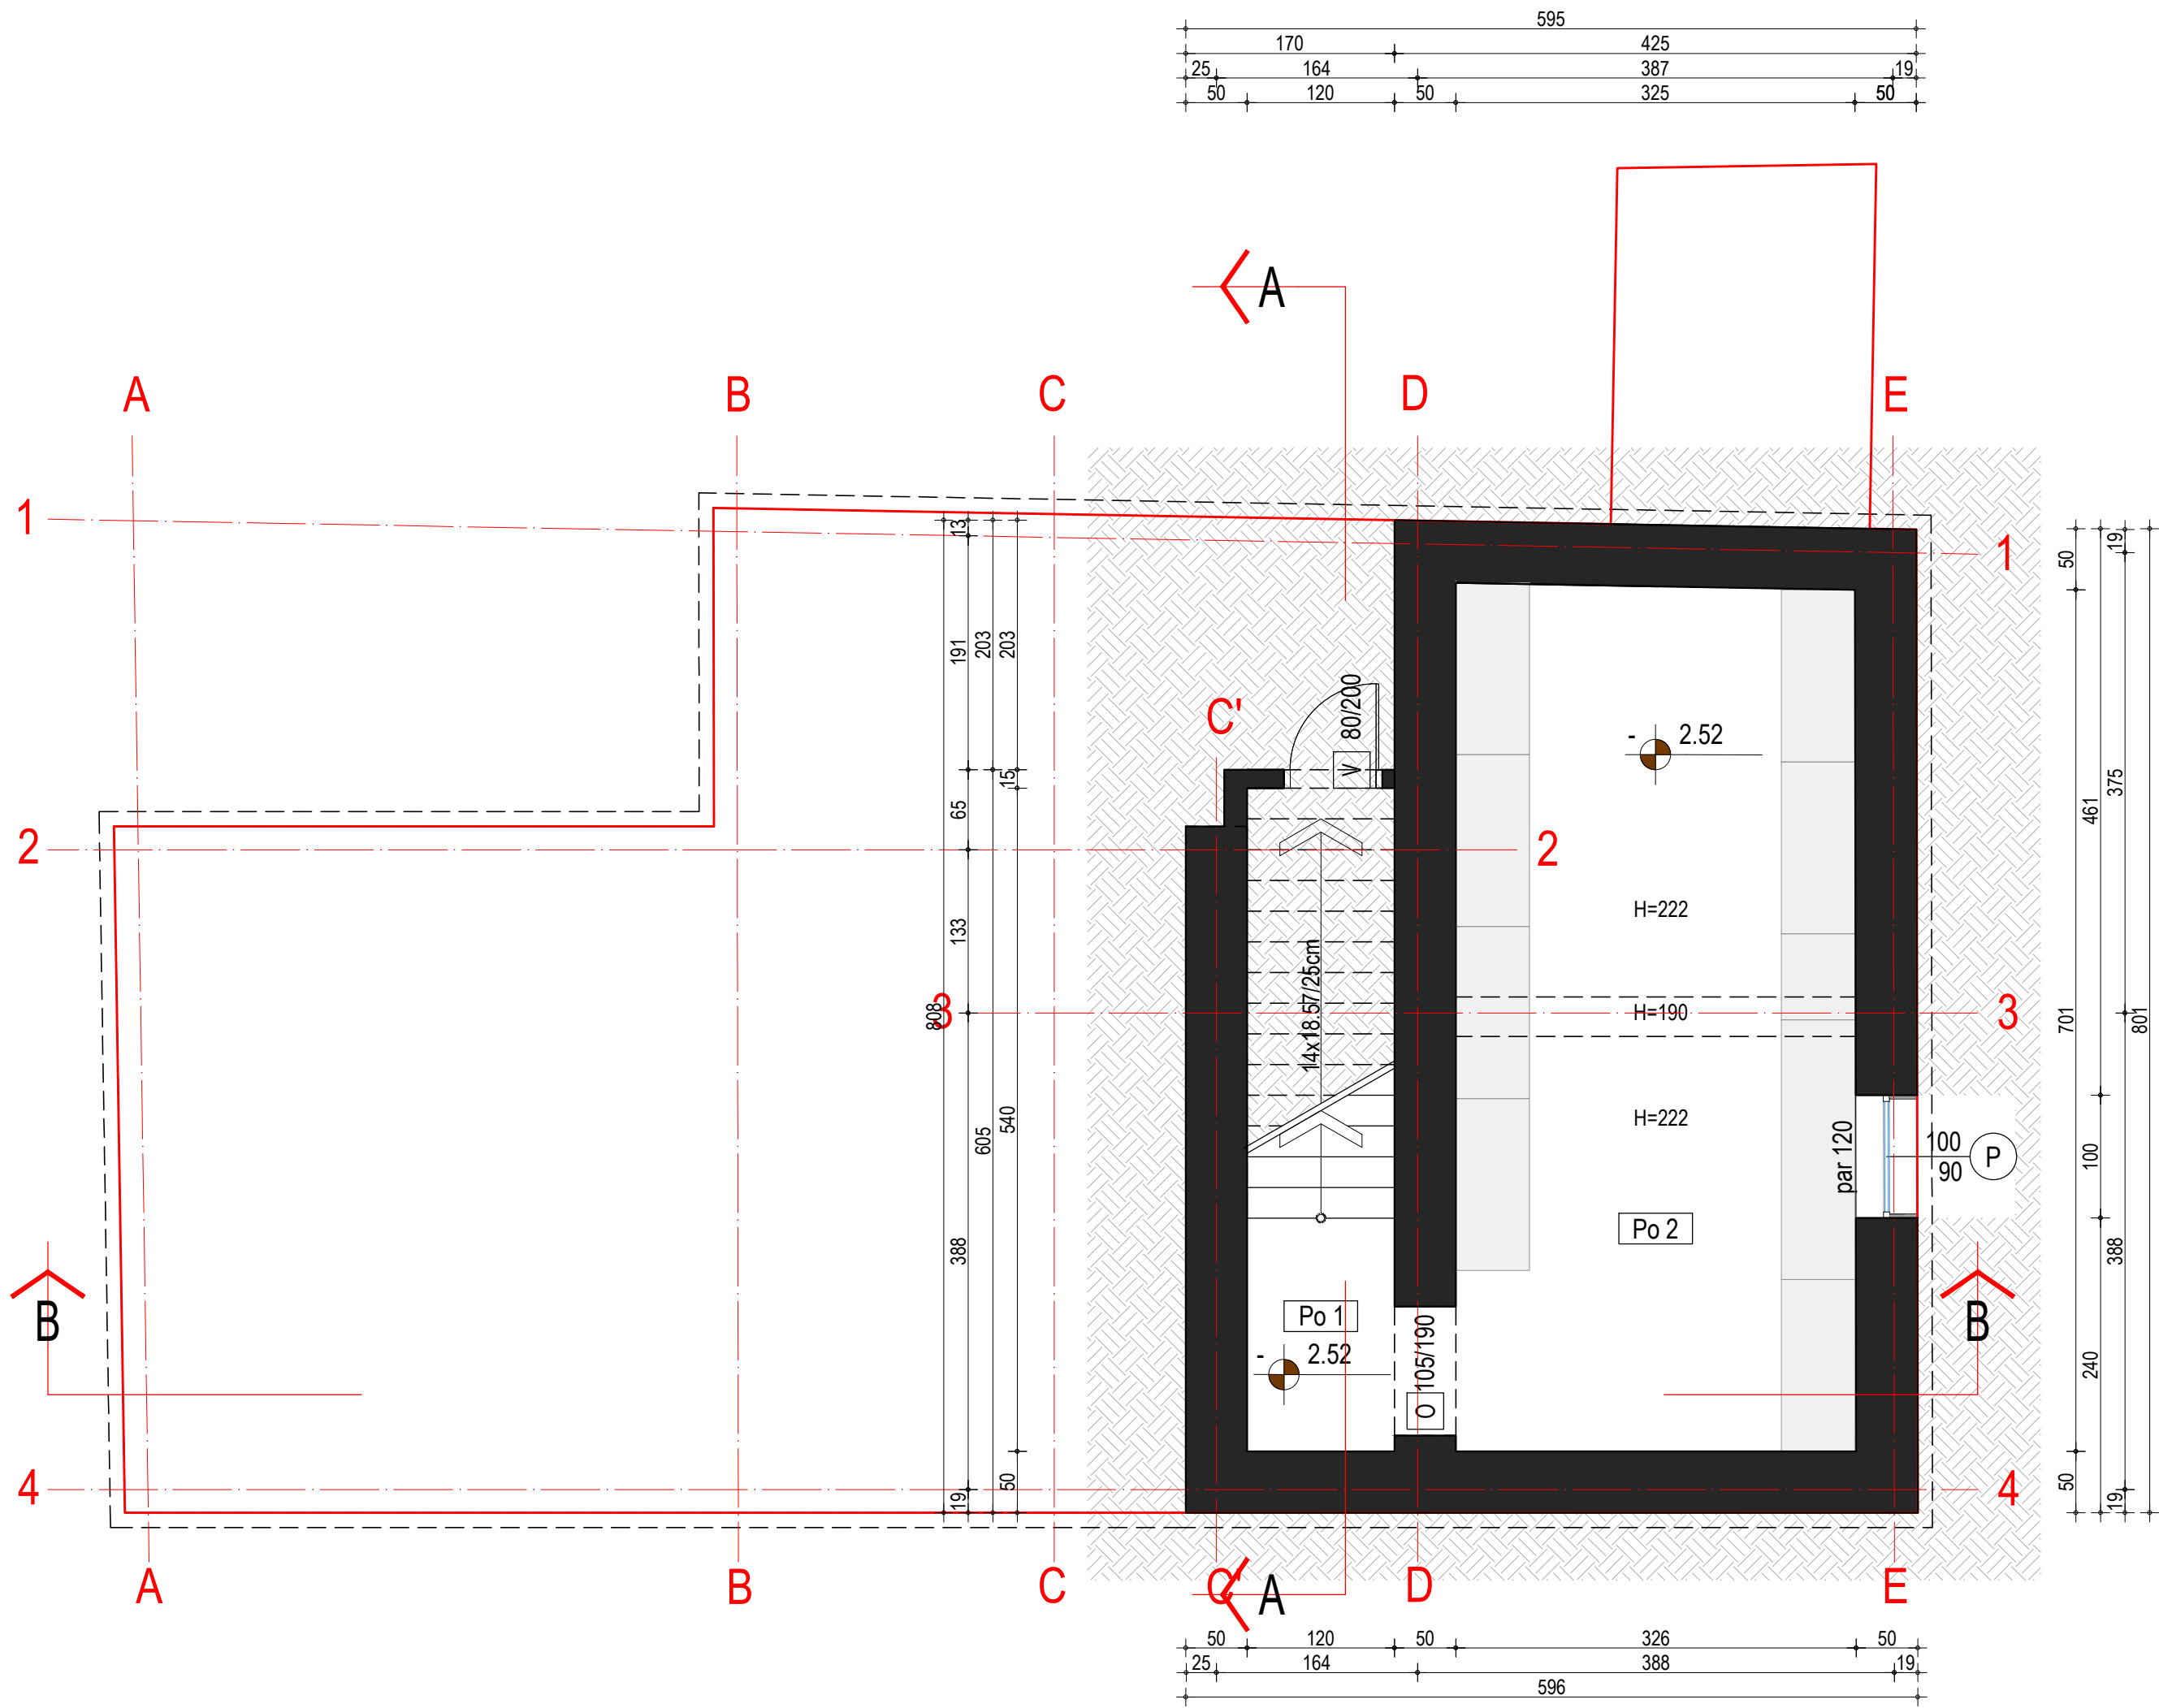 595
170 425
25 164 387 19
50 120 50 325 50
A
A B C D E
1
1
13
191
203
203
15
65
133
808
605
540
388
19
50
C'
80/200
V
- 2.52
2
2
H=222
14x18.57/25cm
3
H=190
3
H=222
par 120
100
90
P
Po 2
Po 1
- 2.52
105/190
O
B
B
4
4
50
19
461
375
701
801
100
388
240
50
19
A B C C' D E
A
50 120 50 326 50
25 164 388 19
596